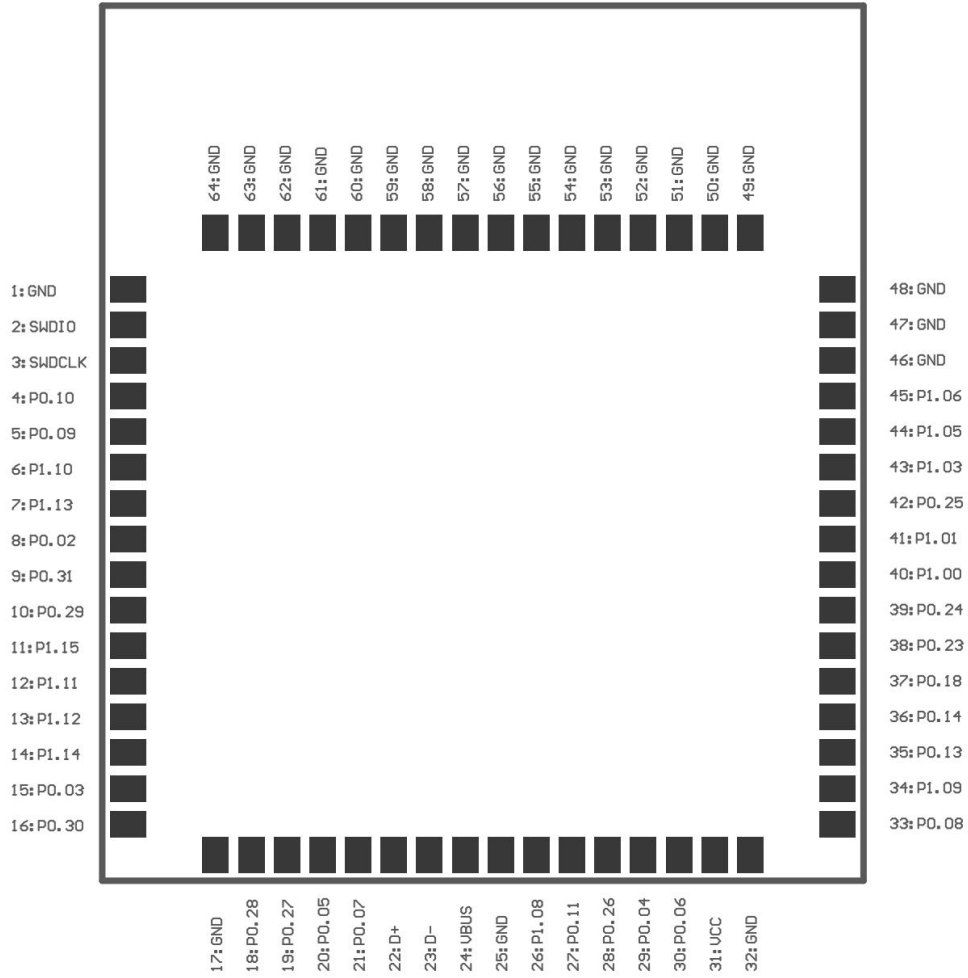 64:GND
63:GND
62:GND
61:GND
60:GND
59:GND
58:GND
57:GND
56:GND
55:GND
54:GND
53:GND
52:GND
51:GND
50:GND
49:GND
1:GND
2:SWDIO
3:SWDCLK
4:P0.10
5:P0.09
6:P1.10
7:P1.13
8:P0.02
9:P0.31
10:P0.29
11:P1.15
12:P1.11
13:P1.12
14:P1.14
15:P0.03
16:P0.30
48:GND
47:GND
46:GND
45:P1.06
44:P1.05
43:P1.03
42:P0.25
41:P1.01
40:P1.00
39:P0.24
38:P0.23
37:P0.18
36:P0.14
35:P0.13
34:P1.09
33:P0.08
17:GND
18:P0.28
19:P0.27
20:P0.05
21:P0.07
22:D+
23:D-
24:VBUS
25:GND
26:P1.08
27:P0.11
28:P0.26
29:P0.04
30:P0.06
31:VCC
32:GND